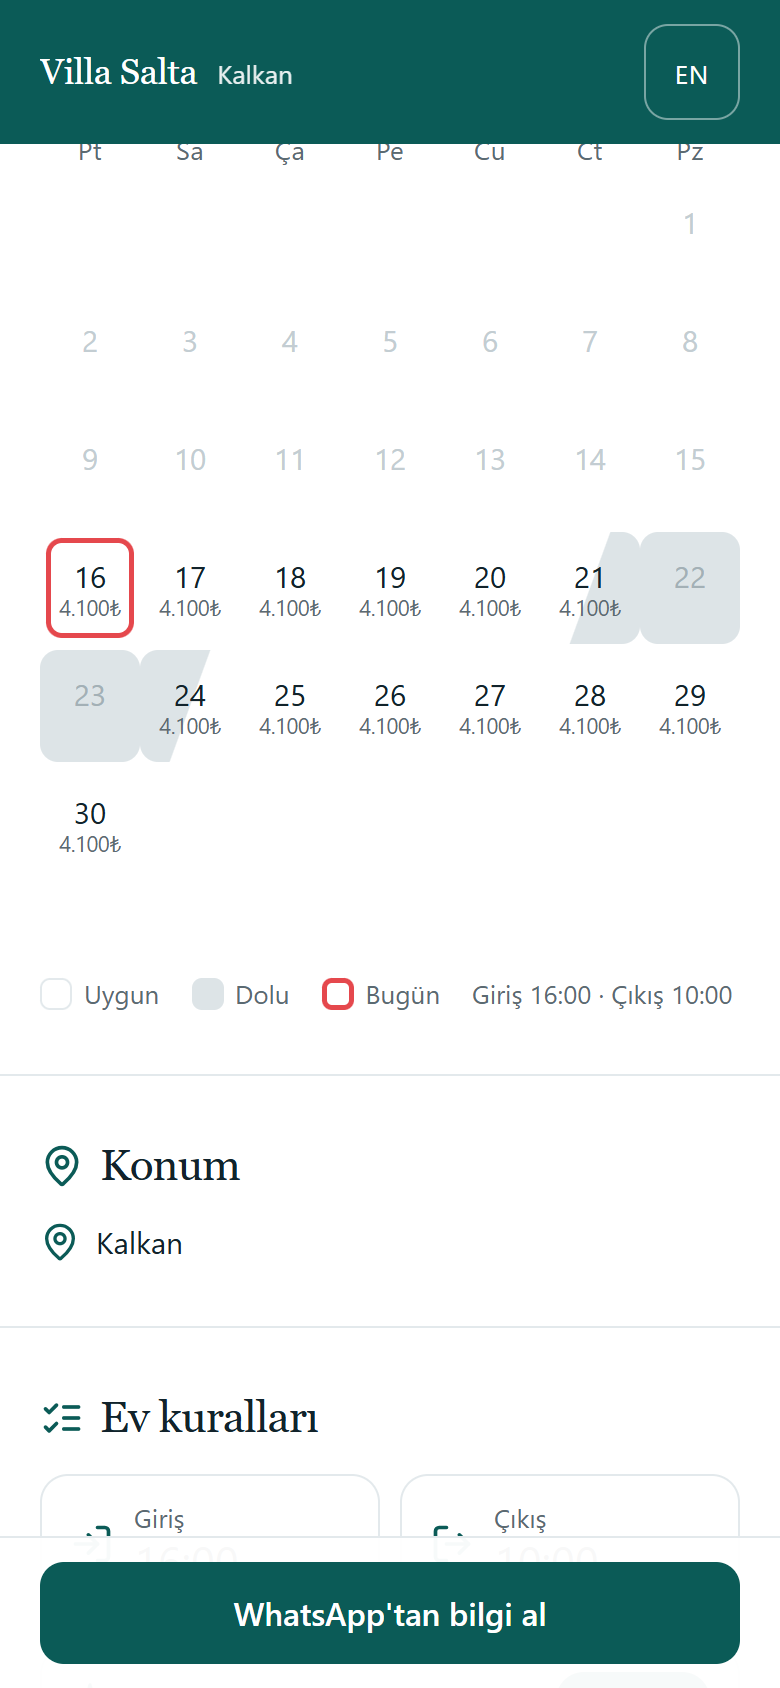 Villa Salta Kalkan EN
Pt Sa Ça Pe Cu Ct Pz
1
2 3 4 5 6 7 8
9 10 11 12 13 14 15
16 17 18 19 20 21 22
4.100₺ 4.100₺ 4.100₺ 4.100₺ 4.100₺ 4.100₺
23 24 25 26 27 28 29
4.100₺ 4.100₺ 4.100₺ 4.100₺ 4.100₺ 4.100₺
30
4.100₺
Uygun Dolu Bugün Giriş 16:00 · Çıkış 10:00
Konum
Kalkan
Ev kuralları
Giriş Çıkış
16:00 10:00
WhatsApp'tan bilgi al